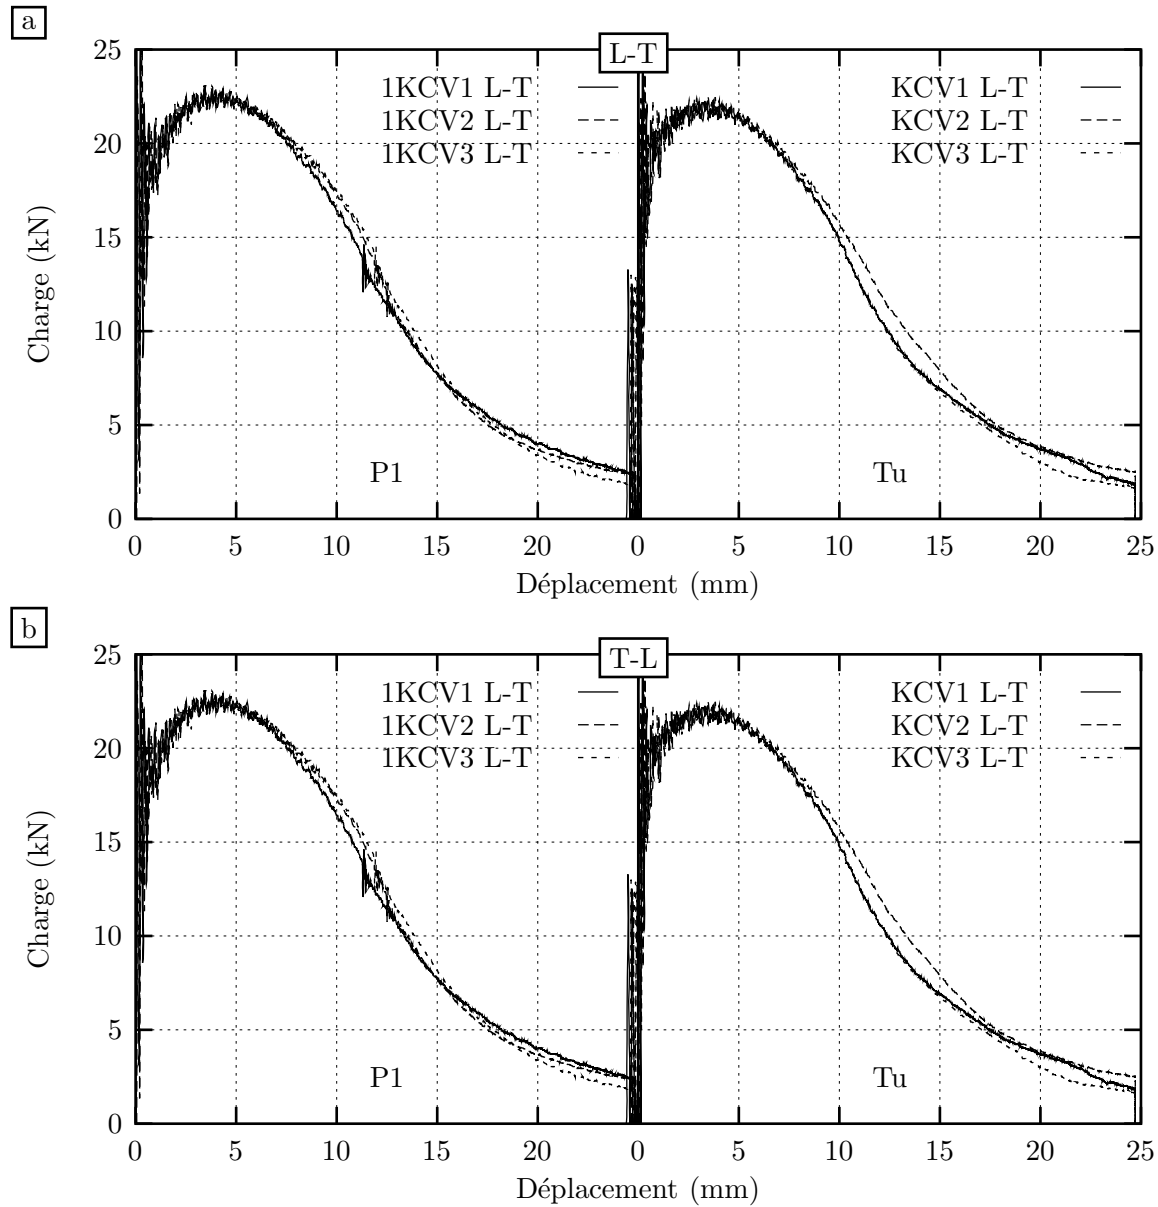 a
L-T
25
20
15
10
5
0
Charge (kN)
1KCV1 L-T
1KCV2 L-T
1KCV3 L-T
KCV1 L-T
KCV2 L-T
KCV3 L-T
P1
Tu
0 5 10 15 20 0 5 10 15 20 25
Déplacement (mm)
b
T-L
25
20
15
10
5
0
Charge (kN)
1KCV1 L-T
1KCV2 L-T
1KCV3 L-T
KCV1 L-T
KCV2 L-T
KCV3 L-T
P1
Tu
0 5 10 15 20 0 5 10 15 20 25
Déplacement (mm)